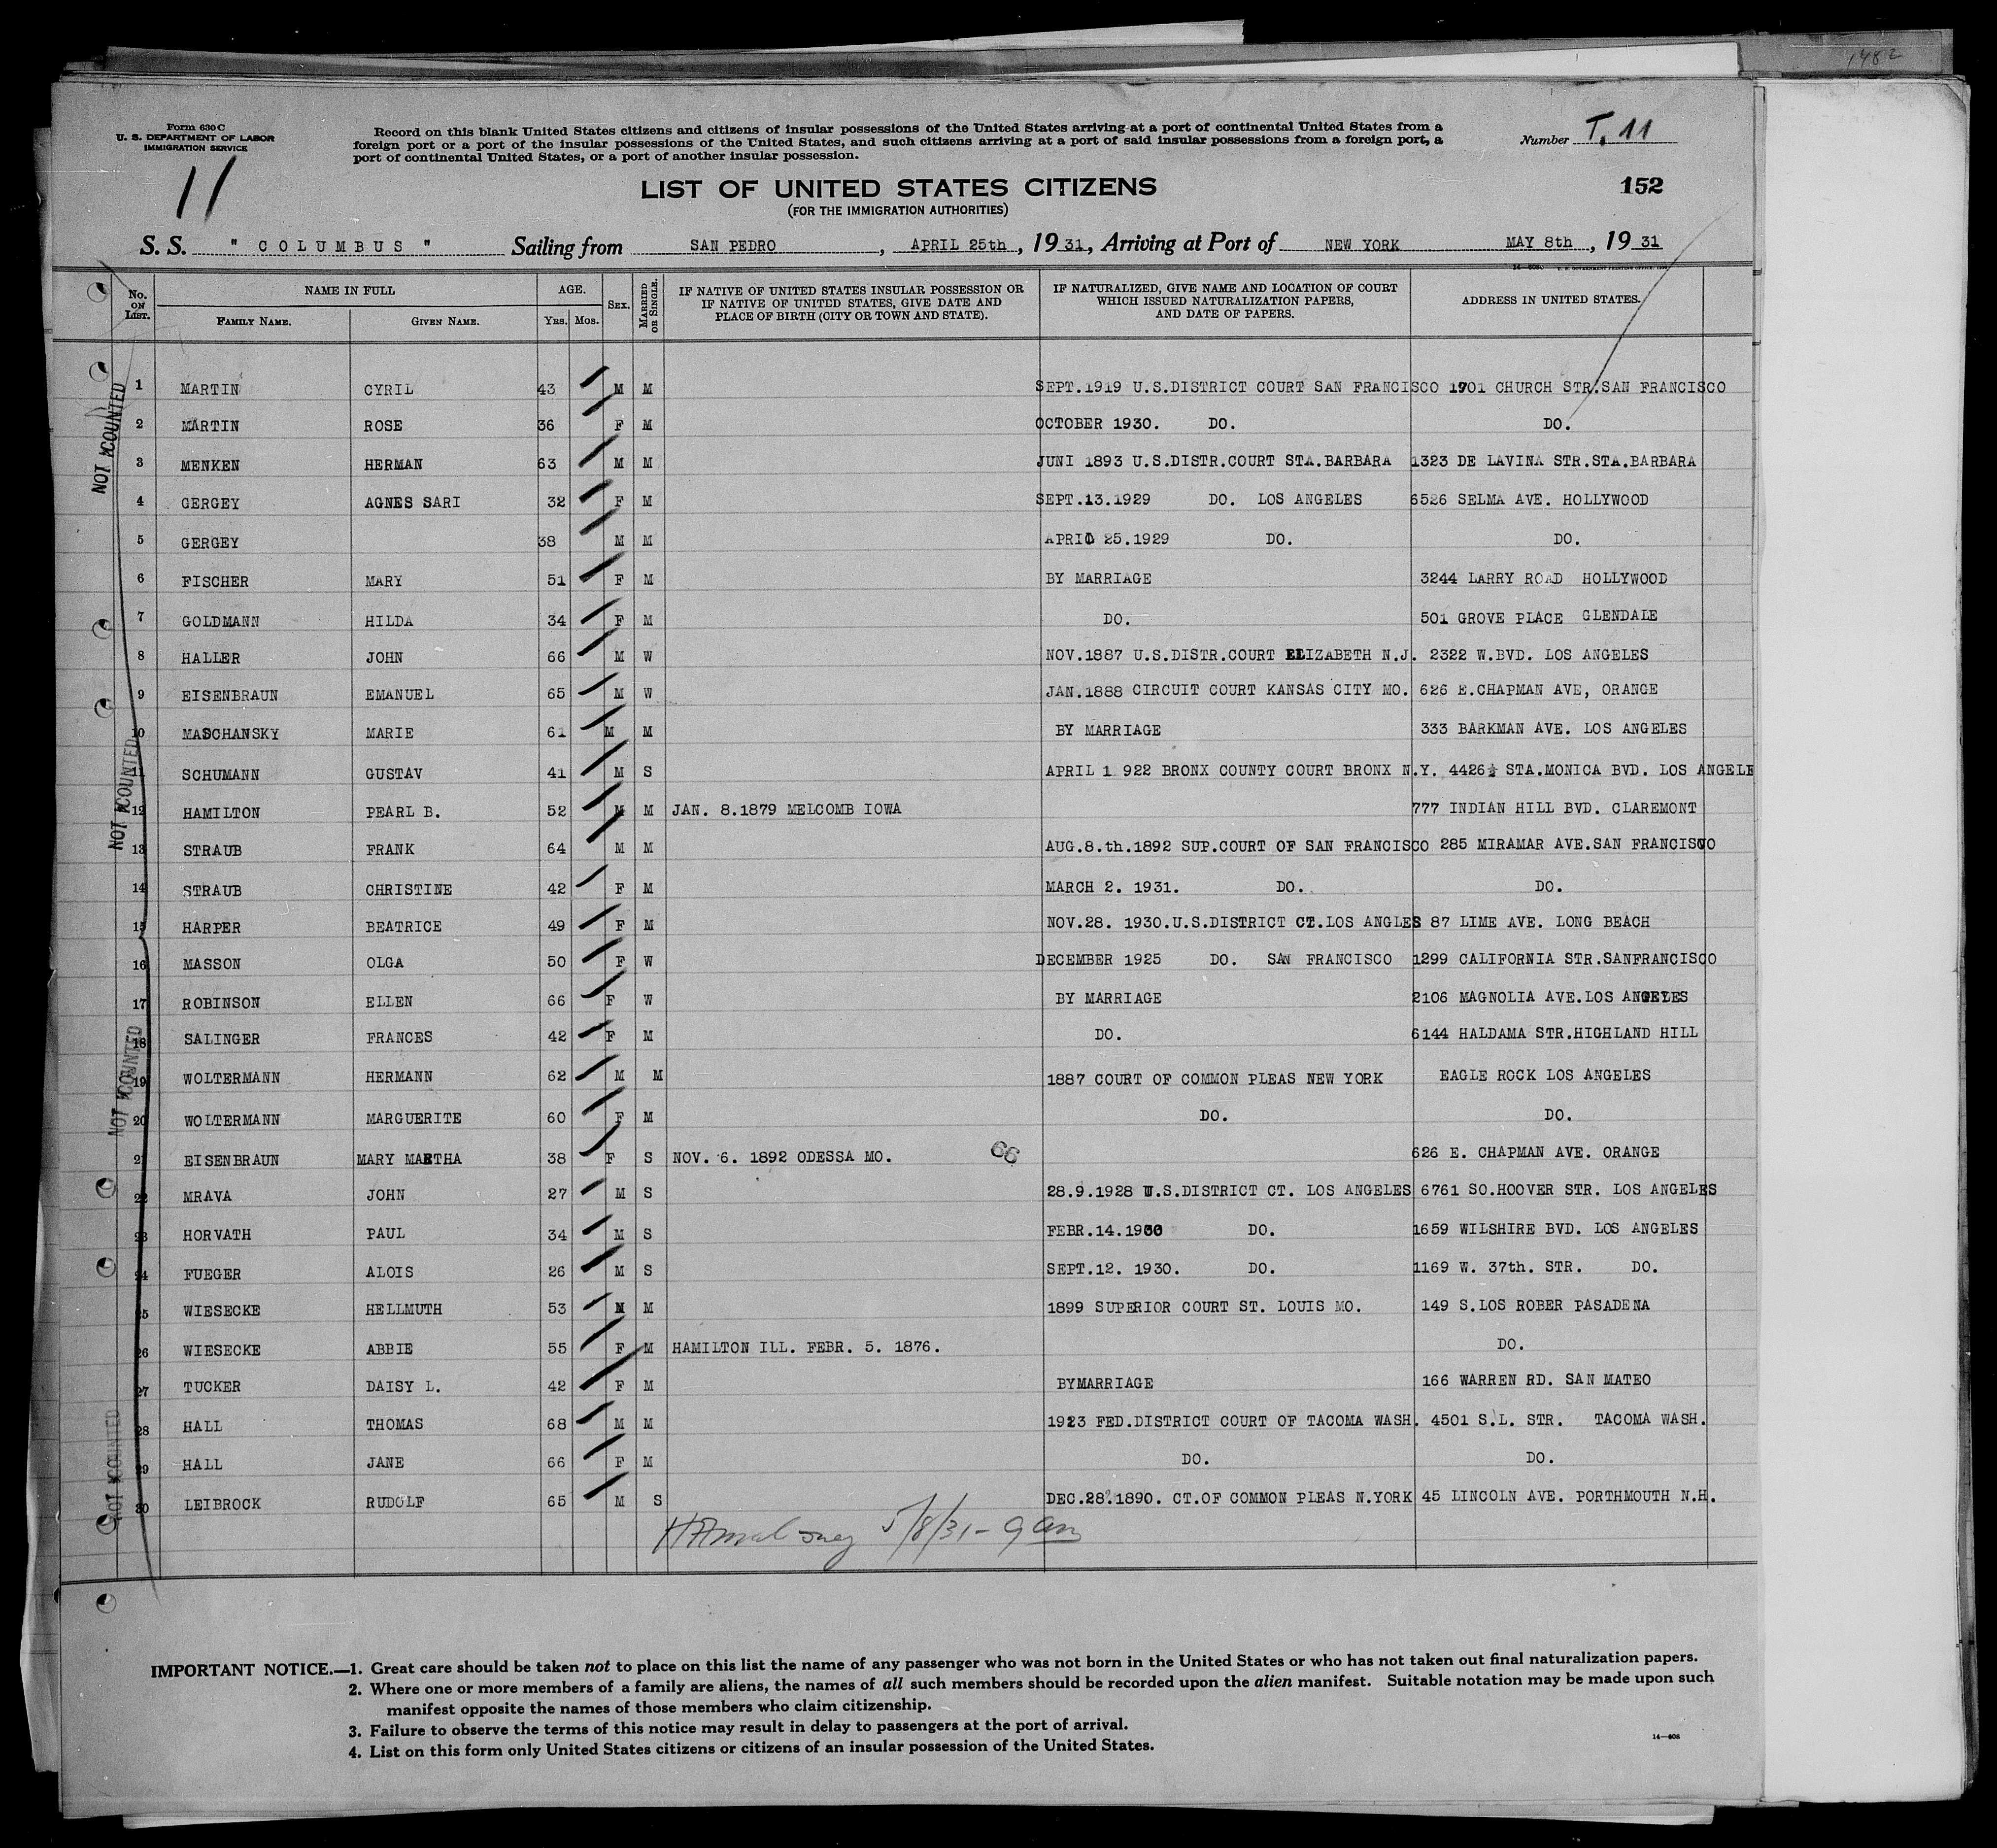 1482
Form 630 C
U. S. DEPARTMENT OF LABOR
IMMIGRATION SERVICE
11
Record on this blank United States citizens and citizens of insular possessions of the United States arriving at a port of continental United States from a
foreign port or a port of the insular possessions of the United States, and such citizens arriving at a port of said insular possessions from a foreign port, a
port of continental United States, or a port of another insular possession.
Number T. 11
LIST OF UNITED STATES CITIZENS
(FOR THE IMMIGRATION AUTHORITIES)
152
S. S. " COLUMBUS " Sailing from SAN PEDRO , APRIL 25th , 19 31 , Arriving at Port of NEW YORK MAY 8th , 19 31
No. ON LIST. NAME IN FULL FAMILY NAME. GIVEN NAME. AGE. YRS. MOS. SEX. MARRIED OR SINGLE. IF NATIVE OF UNITED STATES INSULAR POSSESSION OR IF NATIVE OF UNITED STATES, GIVE DATE AND PLACE OF BIRTH (CITY OR TOWN AND STATE). IF NATURALIZED, GIVE NAME AND LOCATION OF COURT WHICH ISSUED NATURALIZATION PAPERS, AND DATE OF PAPERS. ADDRESS IN UNITED STATES.
1 MARTIN CYRIL 43 M M SEPT.1919 U.S.DISTRICT COURT SAN FRANCISCO 1901 CHURCH STR.SAN FRANCISCO
2 MARTIN ROSE 36 F M OCTOBER 1930. DO. DO.
3 MENKEN HERMAN 63 M M JUNI 1893 U.S.DISTR.COURT STA.BARBARA 1323 DE LAVINA STR.STA.BARBARA
4 GERGEY AGNES SARI 32 F M SEPT.13.1929 DO. LOS ANGELES 6526 SELMA AVE. HOLLYWOOD
5 GERGEY 38 M M APRIL 25.1929 DO. DO.
6 FISCHER MARY 51 F M BY MARRIAGE 3244 LARRY ROAD HOLLYWOOD
7 GOLDMANN HILDA 34 F M DO. 501 GROVE PLACE GLENDALE
8 HALLER JOHN 66 M W NOV.1887 U.S.DISTR.COURT ELIZABETH N.J. 2322 W.BVD. LOS ANGELES
9 EISENBRAUN EMANUEL 65 M W JAN.1888 CIRCUIT COURT KANSAS CITY MO. 626 E.CHAPMAN AVE, ORANGE
10 MASCHANSKY MARIE 61 M M BY MARRIAGE 333 BARKMAN AVE. LOS ANGELES
11 SCHUMANN GUSTAV 41 M S APRIL 1 922 BRONX COUNTY COURT BRONX N.Y. 4426½ STA.MONICA BVD. LOS ANGELE
12 HAMILTON PEARL B. 52 M M JAN. 8.1879 MELCOMB IOWA 777 INDIAN HILL BVD. CLAREMONT
13 STRAUB FRANK 64 M M AUG.8.th.1892 SUP.COURT OF SAN FRANCISCO 285 MIRAMAR AVE.SAN FRANCISCO
14 STRAUB CHRISTINE 42 F M MARCH 2. 1931. DO. DO.
15 HARPER BEATRICE 49 F M NOV.28. 1930.U.S.DISTRICT CT.LOS ANGLES 87 LIME AVE. LONG BEACH
16 MASSON OLGA 50 F W DECEMBER 1925 DO. SAN FRANCISCO 1299 CALIFORNIA STR.SANFRANCISCO
17 ROBINSON ELLEN 66 F W BY MARRIAGE 2106 MAGNOLIA AVE.LOS ANGELES
18 SALINGER FRANCES 42 F M DO. 6144 HALDAMA STR.HIGHLAND HILL
19 WOLTERMANN HERMANN 62 M M 1887 COURT OF COMMON PLEAS NEW YORK EAGLE ROCK LOS ANGELES
20 WOLTERMANN MARGUERITE 60 F M DO. DO.
21 EISENBRAUN MARY MARTHA 38 F S NOV. 6. 1892 ODESSA MO. 66 626 E. CHAPMAN AVE. ORANGE
22 MRAVA JOHN 27 M S 28.9.1928 U.S.DISTRICT CT. LOS ANGELES 6761 SO.HOOVER STR. LOS ANGELES
23 HORVATH PAUL 34 M S FEBR.14.1930 DO. 1659 WILSHIRE BVD. LOS ANGELES
24 FUEGER ALOIS 26 M S SEPT.12. 1930. DO. 1169 W. 37th. STR. DO.
25 WIESECKE HELLMUTH 53 M M 1899 SUPERIOR COURT ST. LOUIS MO. 149 S.LOS ROBER PASADENA
26 WIESECKE ABBIE 55 F M HAMILTON ILL. FEBR. 5. 1876. DO.
27 TUCKER DAISY L. 42 F M BYMARRIAGE 166 WARREN RD. SAN MATEO
28 HALL THOMAS 68 M M 1923 FED.DISTRICT COURT OF TACOMA WASH. 4501 S.L. STR. TACOMA WASH.
29 HALL JANE 66 F M DO. DO.
30 LEIBROCK RUDOLF 65 M S DEC.28.1890. CT.OF COMMON PLEAS N.YORK 45 LINCOLN AVE. PORTHMOUTH N.H.
NOT COUNTED
NOT COUNTED
NOT COUNTED
NOT COUNTED
5/8/31 - 9 am
IMPORTANT NOTICE.—1. Great care should be taken not to place on this list the name of any passenger who was not born in the United States or who has not taken out final naturalization papers.
2. Where one or more members of a family are aliens, the names of all such members should be recorded upon the alien manifest. Suitable notation may be made upon such
manifest opposite the names of those members who claim citizenship.
3. Failure to observe the terms of this notice may result in delay to passengers at the port of arrival.
4. List on this form only United States citizens or citizens of an insular possession of the United States.
14—608